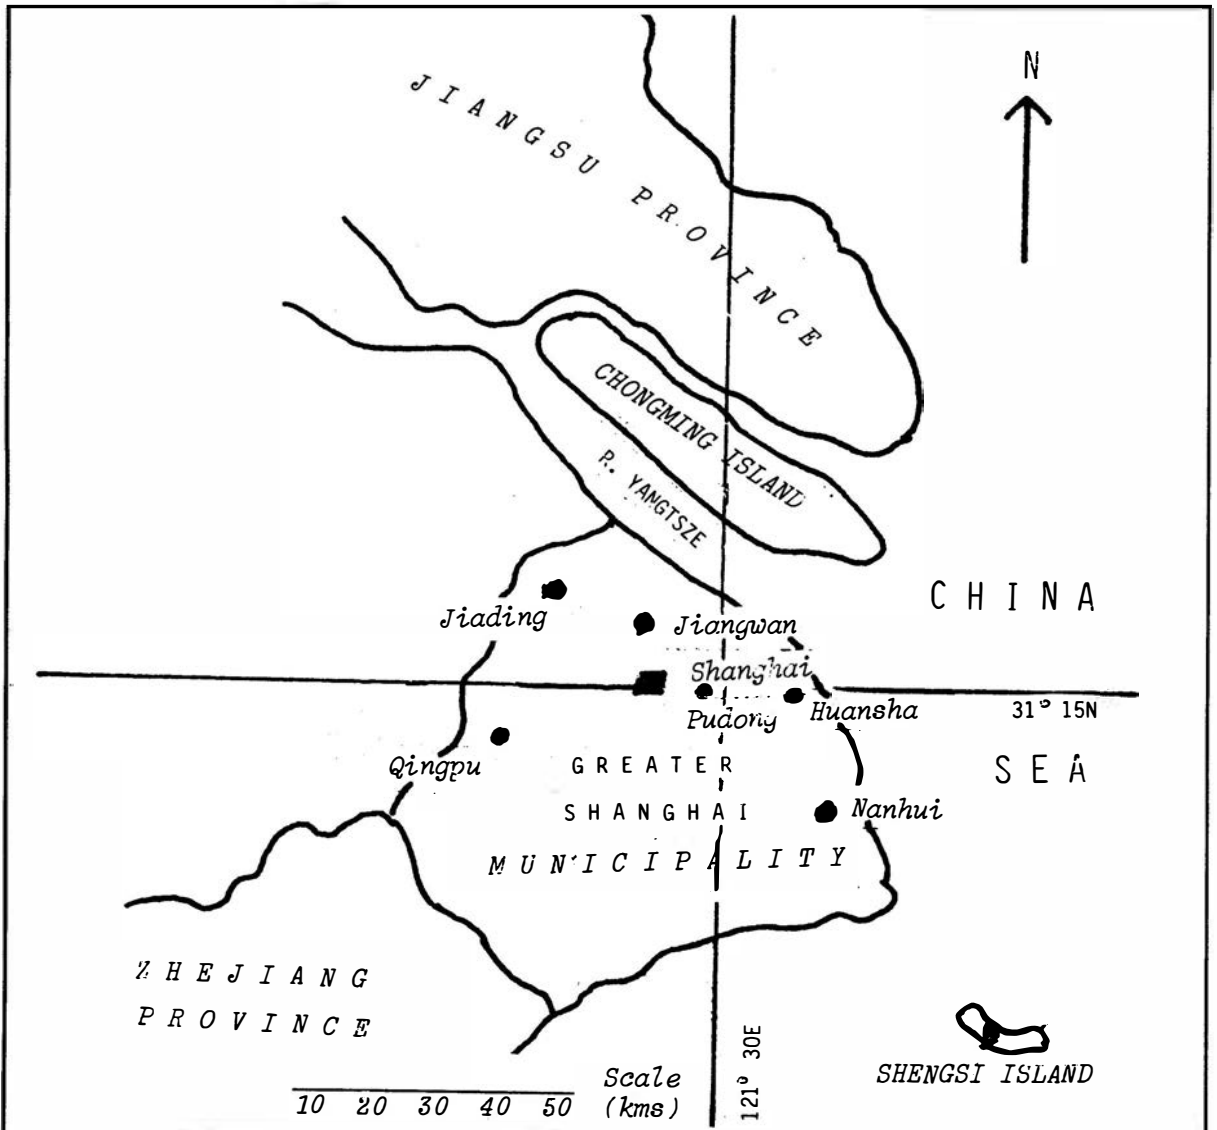 N
JIANGSU PROVINCE
CHONGMING ISLAND
R. YANGTSZE
CHINA
Jiading
Jiangwan
Shanghai
Pudong
Huansha
31° 15N
Qingpu
GREATER
SEA
SHANGHAI
Nanhui
MUNICIPALITY
ZHEJIANG
PROVINCE
121° 30E
SHENGSI ISLAND
Scale
10 20 30 40 50 (kms)